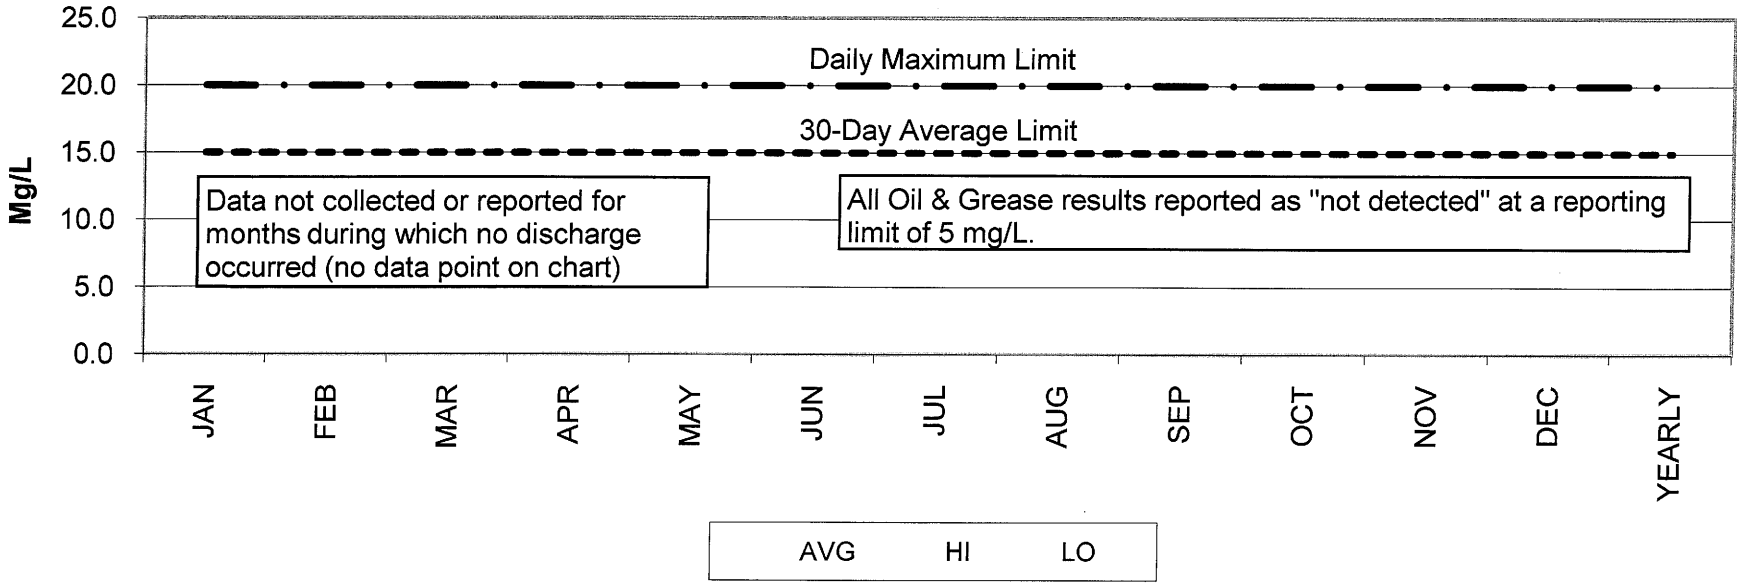 25.0
Daily Maximum Limit
20.0
30-Day Average Limit
15.0
Mg/L
Data not collected or reported for
months during which no discharge
occurred (no data point on chart)
All Oil & Grease results reported as "not detected" at a reporting
limit of 5 mg/L.
10.0
5.0
0.0
JAN
FEB
MAR
APR
MAY
JUN
JUL
AUG
SEP
OCT
NOV
DEC
YEARLY
AVG HI LO